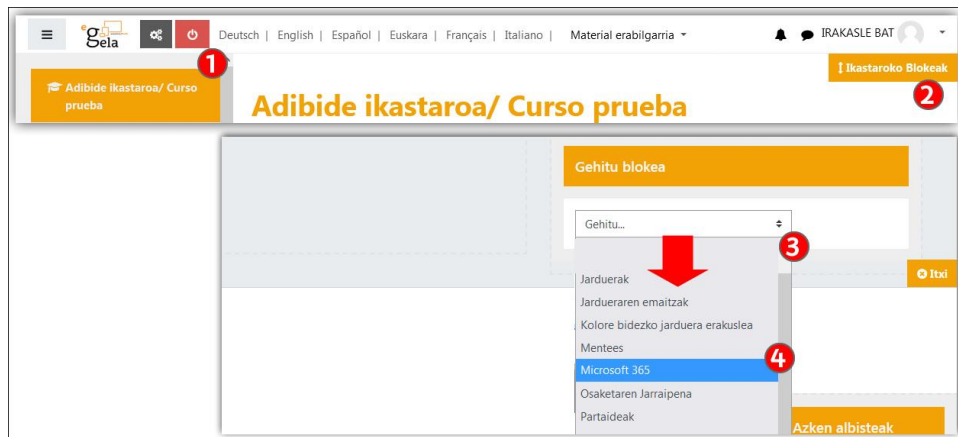 eGela
Deutsch | English | Español | Euskara | Français | Italiano | Material erabilgarria
IRAKASLE BAT
1
Ikastaroko Blokeak
2
Adibide ikastaroa/ Curso
prueba
Adibide ikastaroa/ Curso prueba
Gehitu blokea
Gehitu...
3
Jarduerak
Jardueraren emaitzak
Kolore bidezko jarduera erakuslea
Mentees
Microsoft 365
4
Osaketaren Jarraipena
Partaideak
Itxi
Azken albisteak